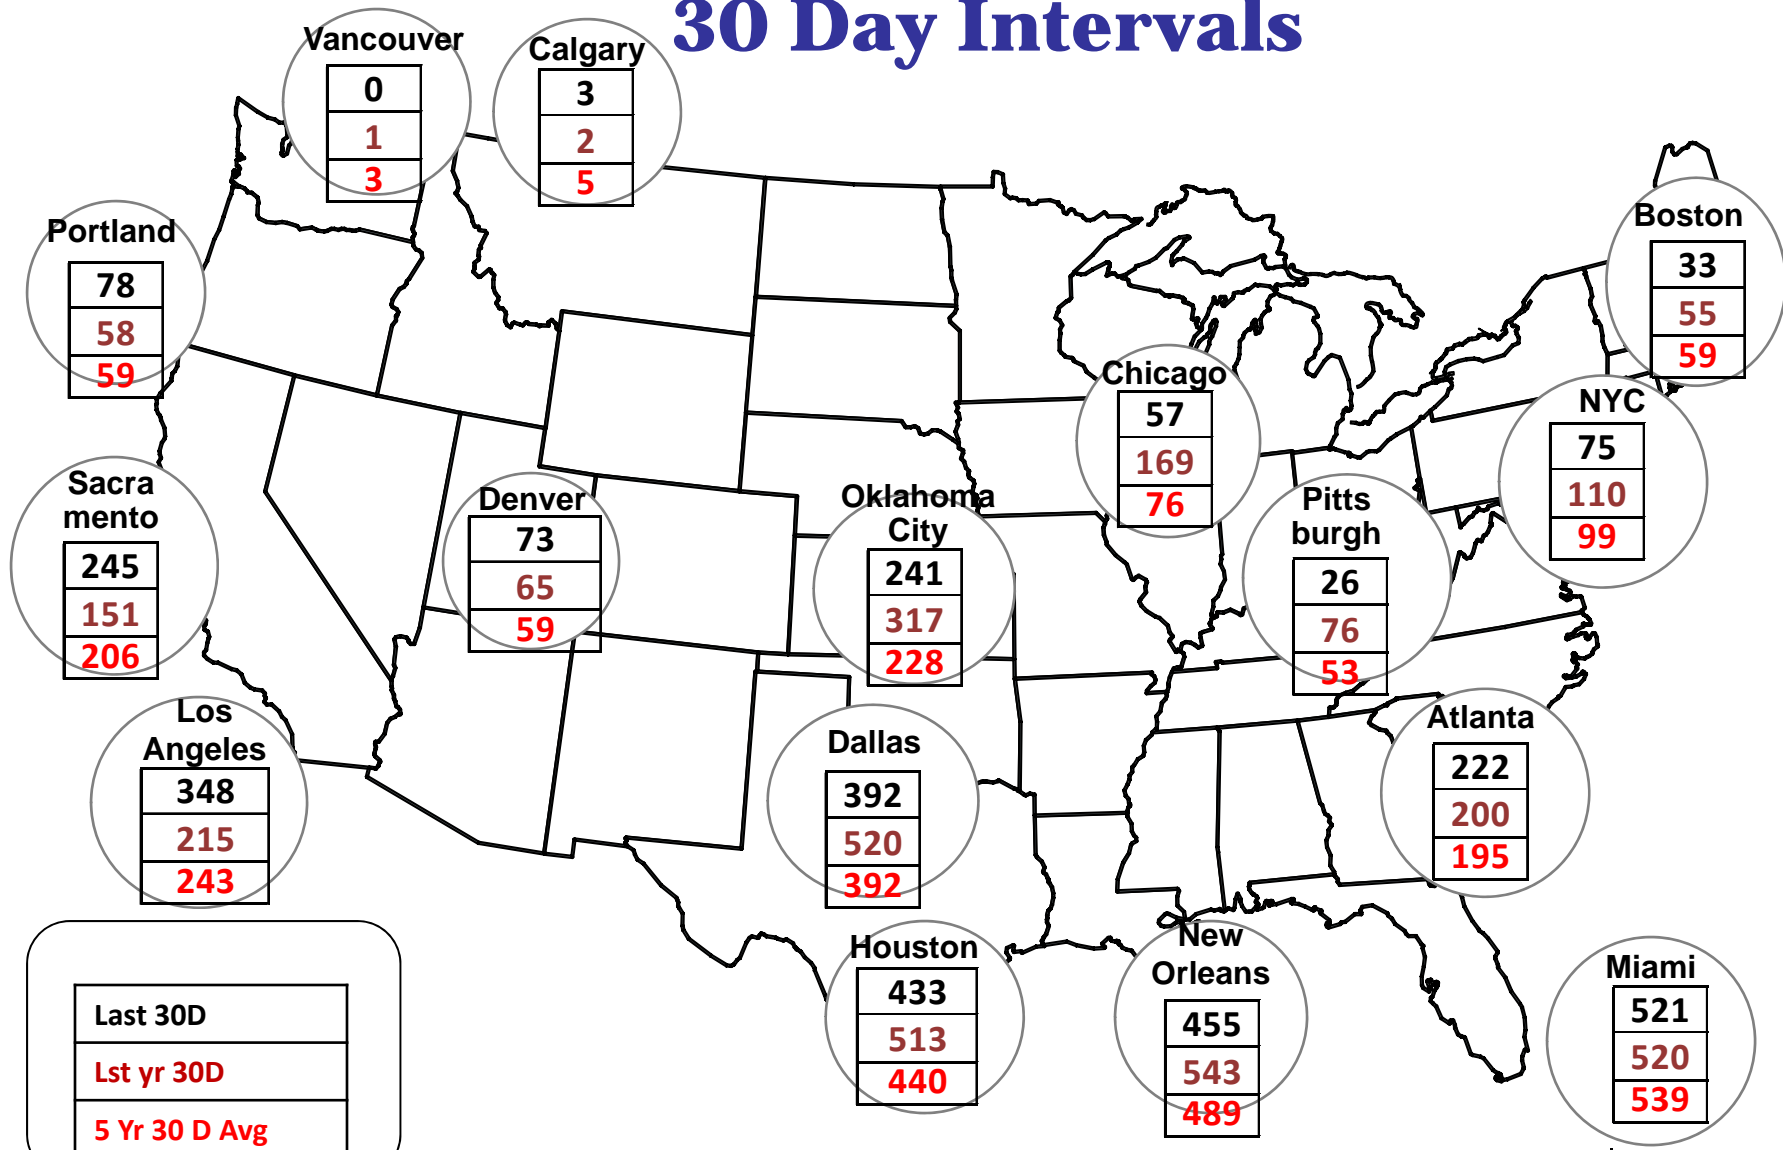 30 Day Intervals
Vancouver
0
1
3
Calgary
3
2
5
Portland
78
58
59
Boston
33
55
59
Chicago
57
169
76
NYC
75
110
99
Sacra
mento
245
151
206
Denver
73
65
59
Oklahoma
City
241
317
228
Pitts
burgh
26
76
53
Los
Angeles
348
215
243
Dallas
392
520
392
Atlanta
222
200
195
Houston
433
513
440
New
Orleans
455
543
489
Miami
521
520
539
Last 30D
Lst yr 30D
5 Yr 30 D Avg